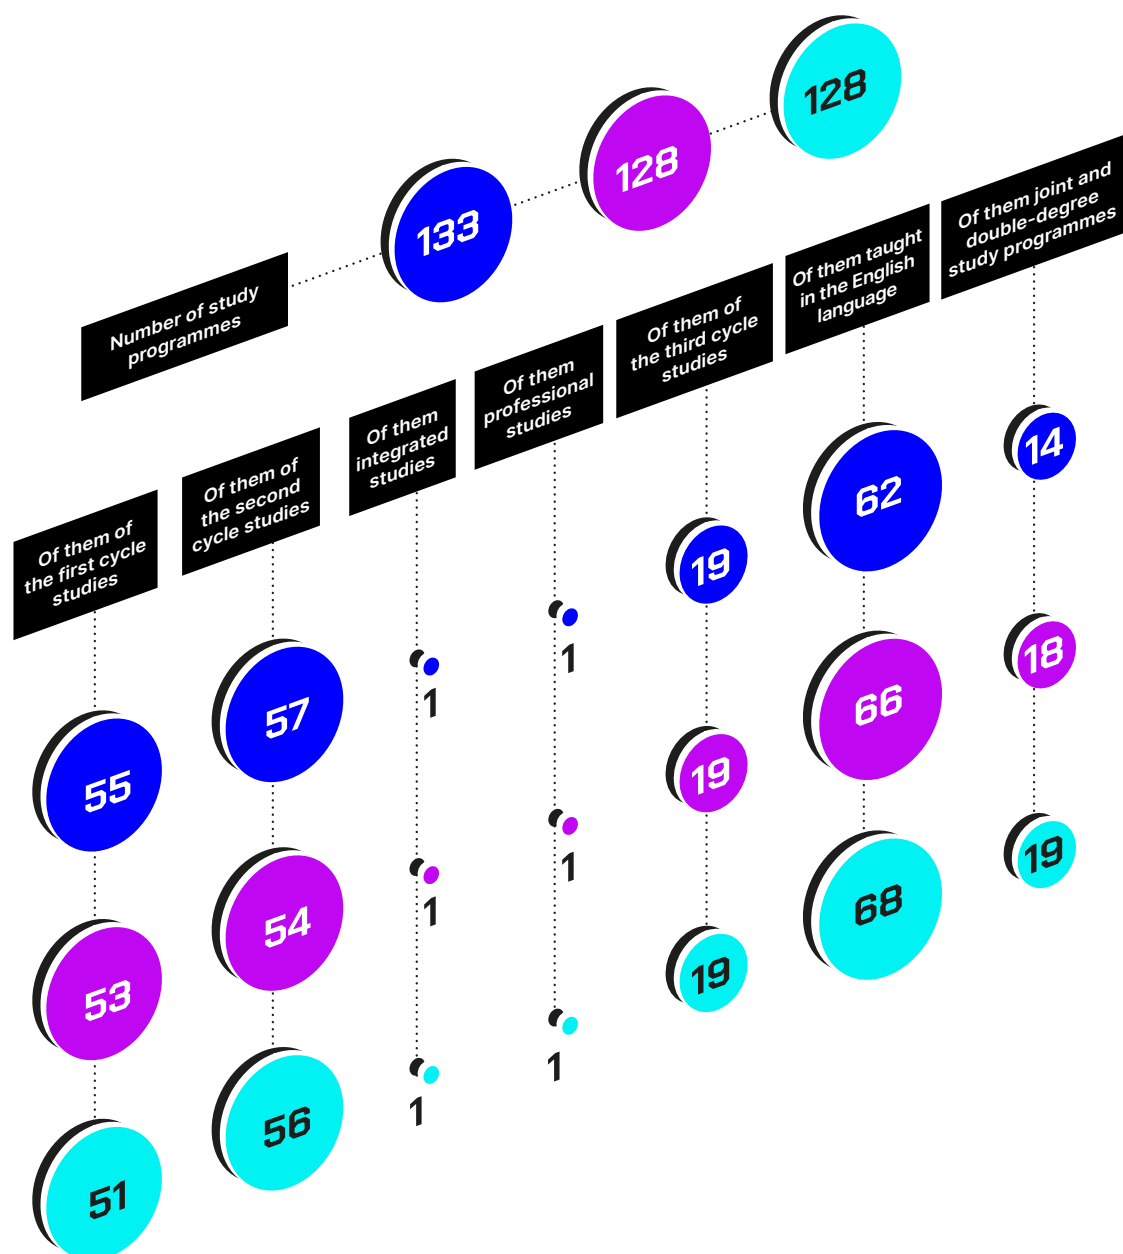 128
128
133
Number of study
programmes
Of them joint and
double-degree
study programmes
Of them taught
in the English
language
Of them of
the third cycle
studies
Of them
professional
studies
Of them
integrated
studies
Of them of
the second
cycle studies
Of them of
the first cycle
studies
14
62
19
1
1
57
55
18
66
19
1
1
54
53
19
68
19
1
1
56
51